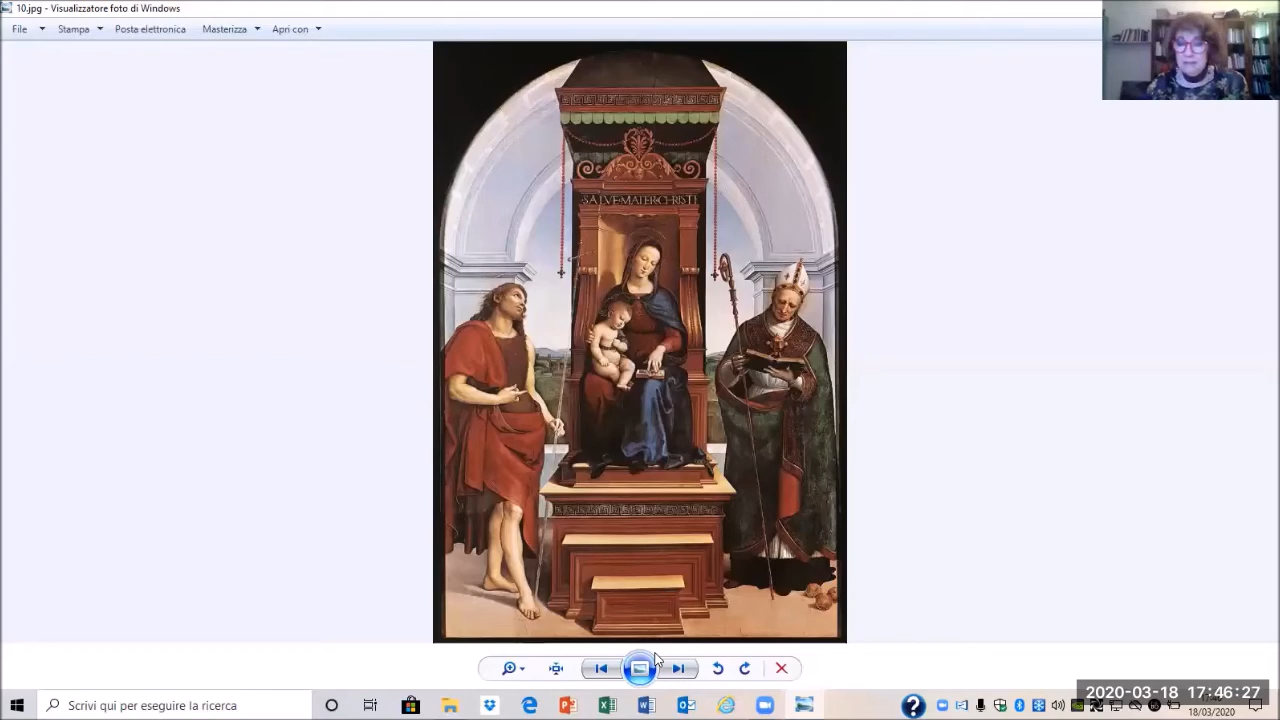 10.jpg - Visualizzatore foto di Windows
File Stampa Posta elettronica Masterizza Apri con
SALVE·MATER·CHRISTI
2020-03-18 17:46:27
Scrivi qui per eseguire la ricerca
18/03/2020